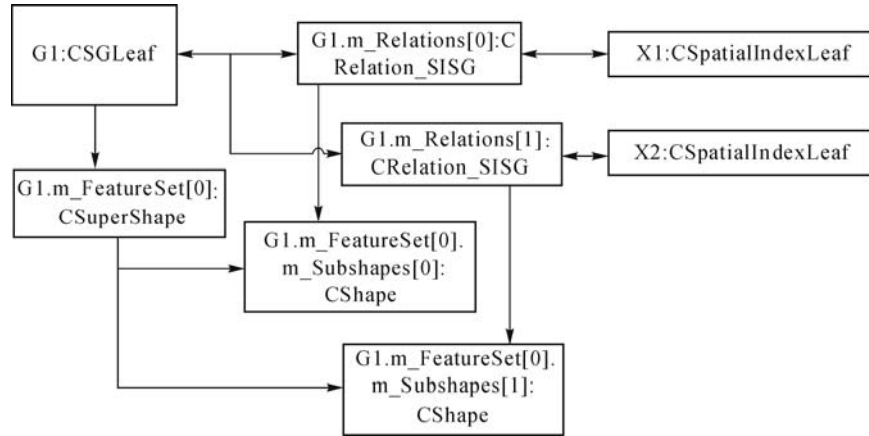 G1:CSGLeaf
G1.m_Relations[0]:C
Relation_SISG
X1:CSpatialIndexLeaf
G1.m_Relations[1]:
CRelation_SISG
X2:CSpatialIndexLeaf
G1.m_FeatureSet[0]:
CSuperShape
G1.m_FeatureSet[0].
m_Subshapes[0]:
CShape
G1.m_FeatureSet[0].
m_Subshapes[1]:
CShape